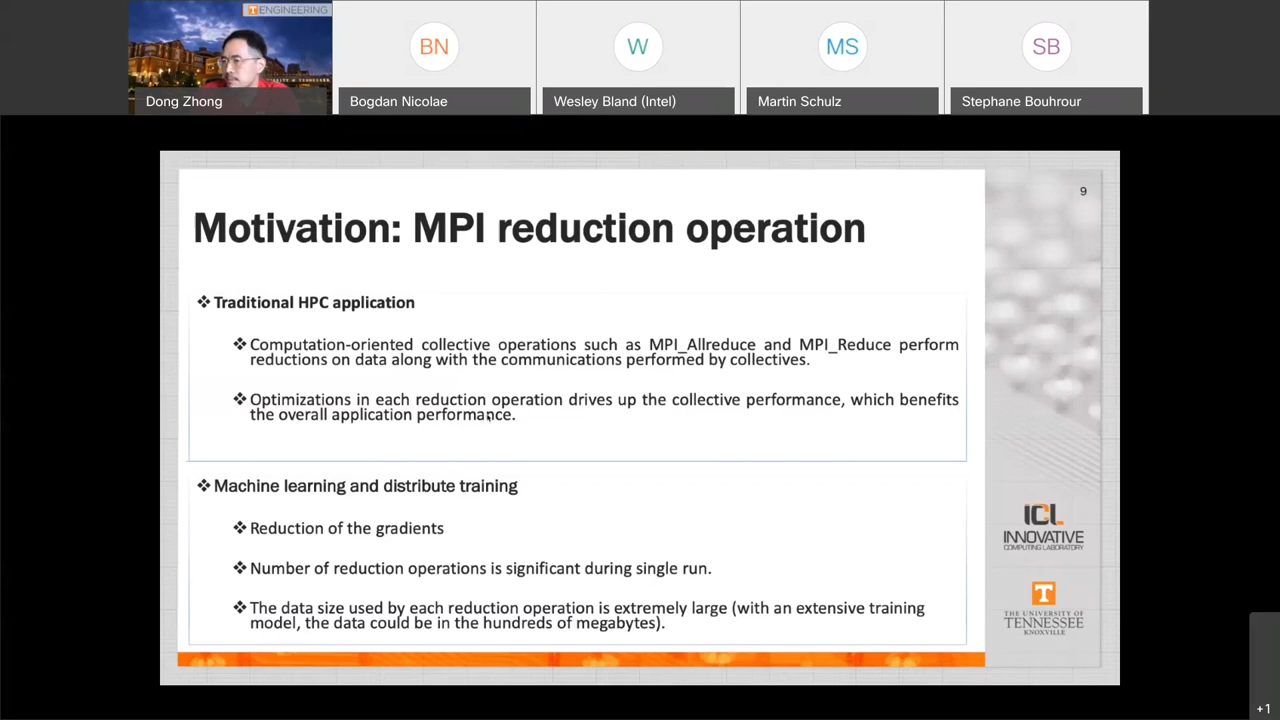 T ENGINEERING
BN
W
MS
SB
Dong Zhong
Bogdan Nicolae
Wesley Bland (Intel)
Martin Schulz
Stephane Bouhrour
9
Motivation: MPI reduction operation
❖ Traditional HPC application
❖ Computation-oriented collective operations such as MPI_Allreduce and MPI_Reduce perform
reductions on data along with the communications performed by collectives.
❖ Optimizations in each reduction operation drives up the collective performance, which benefits
the overall application performance.
❖ Machine learning and distribute training
❖ Reduction of the gradients
❖ Number of reduction operations is significant during single run.
❖ The data size used by each reduction operation is extremely large (with an extensive training
model, the data could be in the hundreds of megabytes).
ICL
INNOVATIVE
COMPUTING LABORATORY
T
THE UNIVERSITY OF
TENNESSEE
KNOXVILLE
+1